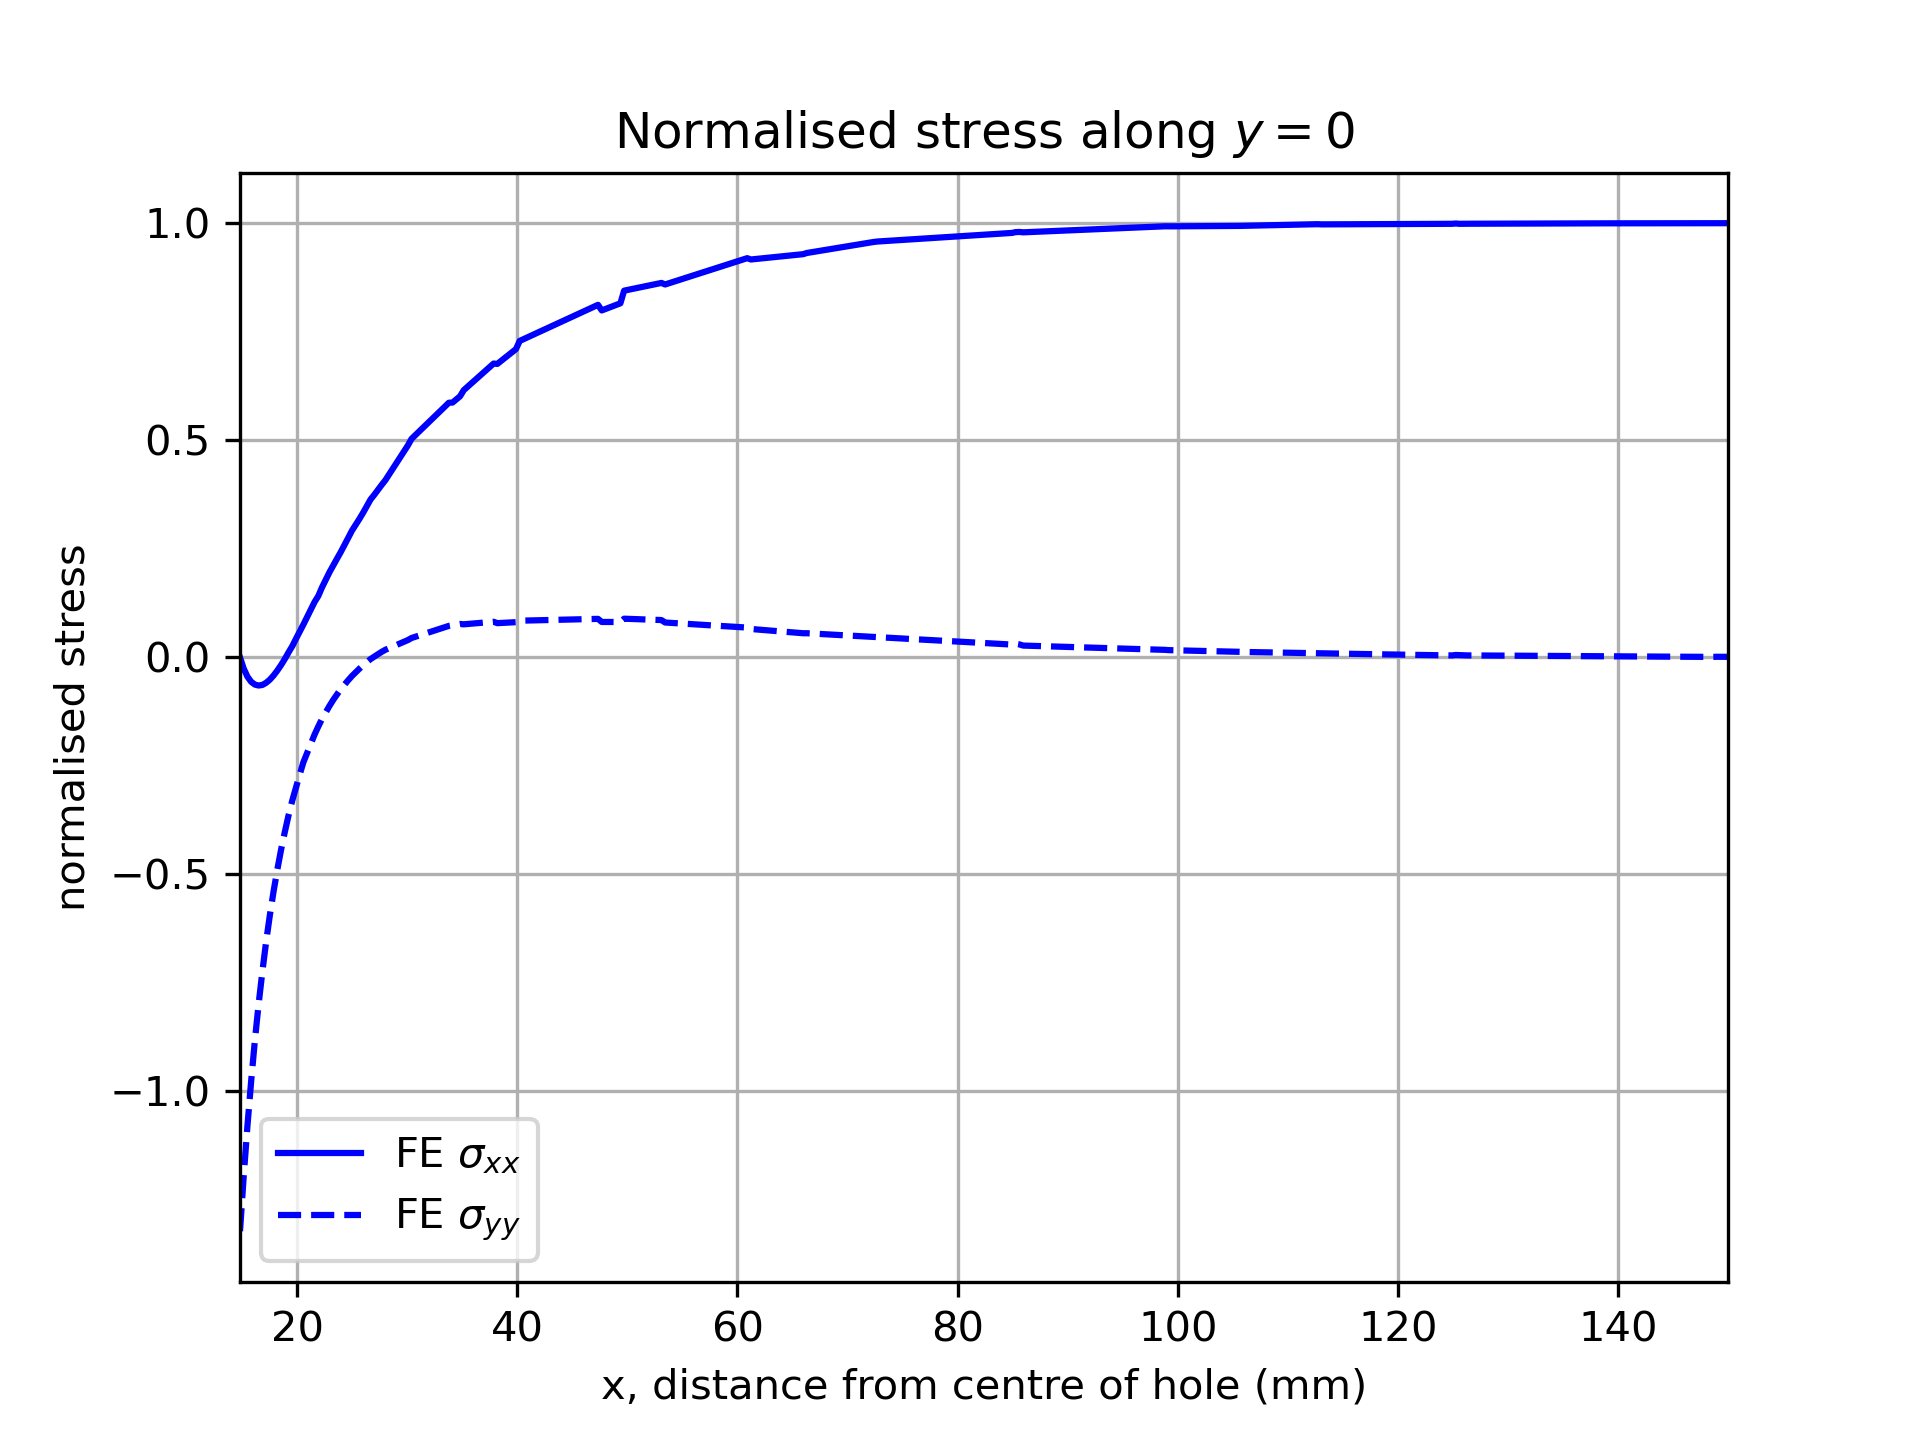 Normalised stress along y = 0
normalised stress
1.0
0.5
0.0
−0.5
−1.0
FE σxx
FE σyy
20 40 60 80 100 120 140
x, distance from centre of hole (mm)